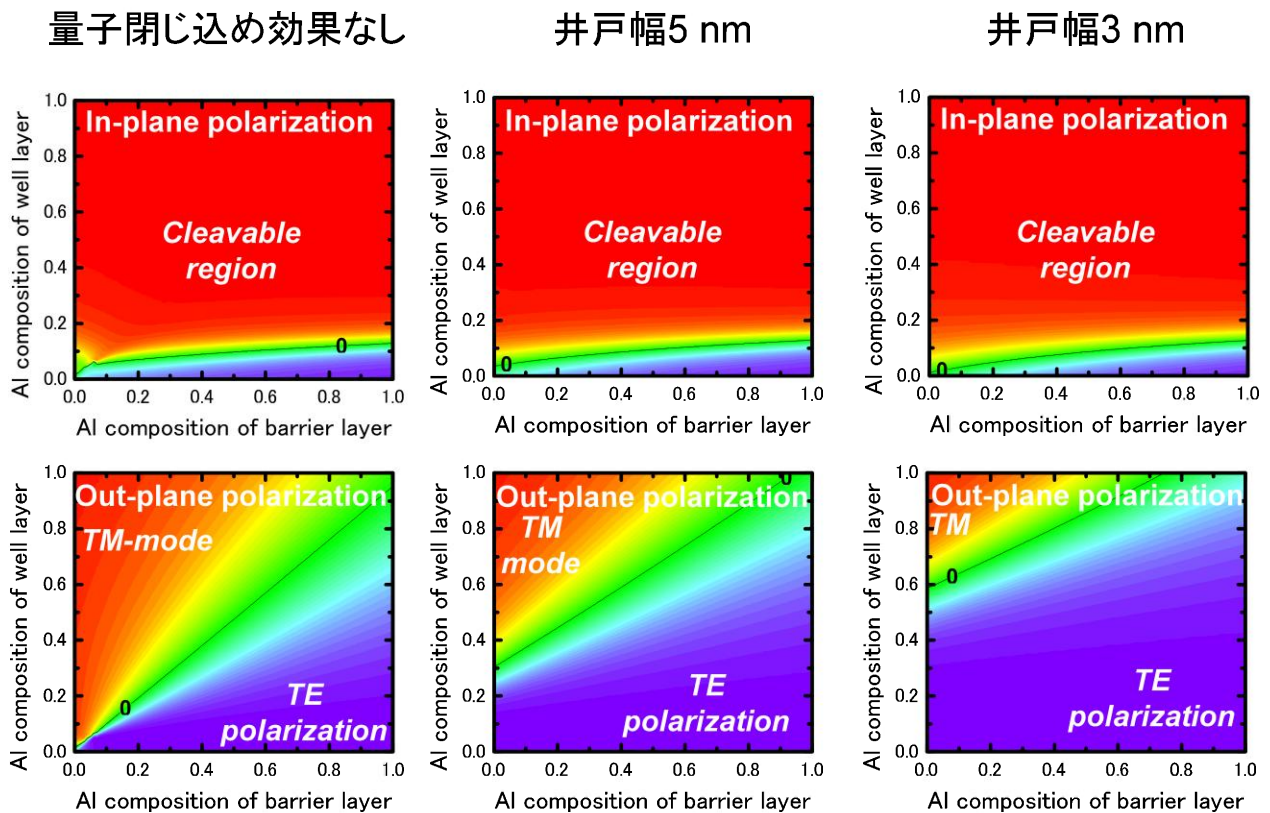 量子閉じ込め効果なし
井戸幅5 nm
井戸幅3 nm
Al composition of well layer
1.0
0.8
0.6
0.4
0.2
0.0
In-plane polarization
Cleavable
region
0
0.0 0.2 0.4 0.6 0.8 1.0
Al composition of barrier layer
Al composition of well layer
1.0
0.8
0.6
0.4
0.2
0.0
In-plane polarization
Cleavable
region
0
0.0 0.2 0.4 0.6 0.8 1.0
Al composition of barrier layer
Al composition of well layer
1.0
0.8
0.6
0.4
0.2
0.0
In-plane polarization
Cleavable
region
0
0.0 0.2 0.4 0.6 0.8 1.0
Al composition of barrier layer
Al composition of well layer
1.0
0.8
0.6
0.4
0.2
0.0
Out-plane polarization
TM-mode
0
TE
polarization
0.0 0.2 0.4 0.6 0.8 1.0
Al composition of barrier layer
Al composition of well layer
1.0
0.8
0.6
0.4
0.2
0.0
0
Out-plane polarization
TM
mode
TE
polarization
0.0 0.2 0.4 0.6 0.8 1.0
Al composition of barrier layer
Al composition of well layer
1.0
0.8
0.6
0.4
0.2
0.0
Out-plane polarization
TM
0
TE
polarization
0.0 0.2 0.4 0.6 0.8 1.0
Al composition of barrier layer